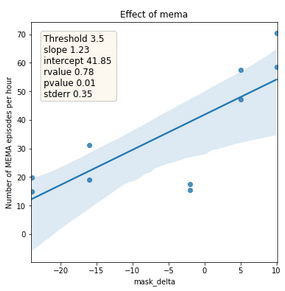 Effect of mema
Threshold 3.5
slope 1.23
intercept 41.85
rvalue 0.78
pvalue 0.01
stderr 0.35
Number of MEMA episodes per hour
70
60
50
40
30
20
10
0
−20 −15 −10 −5 0 5 10
mask_delta